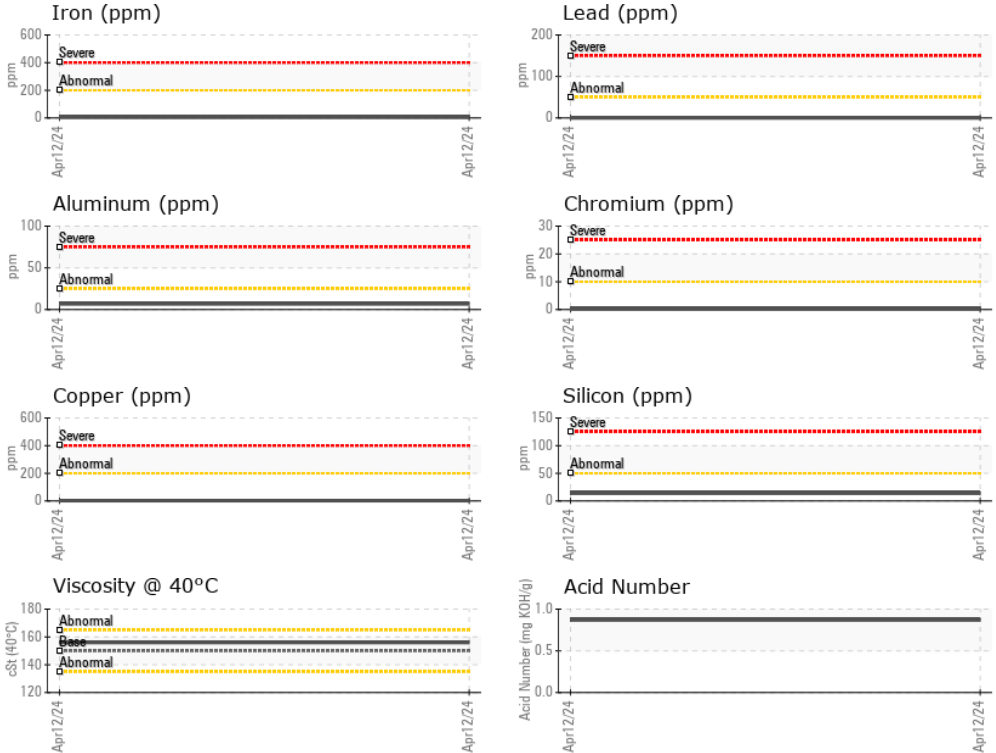 Iron (ppm)
600
400
200
0
ppm
Severe
Abnormal
Apr12/24
Apr12/24
Lead (ppm)
200
100
0
ppm
Severe
Abnormal
Apr12/24
Apr12/24
Aluminum (ppm)
100
50
0
ppm
Severe
Abnormal
Apr12/24
Apr12/24
Chromium (ppm)
30
20
10
0
ppm
Severe
Abnormal
Apr12/24
Apr12/24
Copper (ppm)
600
400
200
0
ppm
Severe
Abnormal
Apr12/24
Apr12/24
Silicon (ppm)
150
100
50
0
ppm
Severe
Abnormal
Apr12/24
Apr12/24
Viscosity @ 40°C
180
160
140
120
cSt (40°C)
Abnormal
Base
Abnormal
Apr12/24
Apr12/24
Acid Number
1.0
0.5
0.0
Acid Number (mg KOH/g)
Apr12/24
Apr12/24